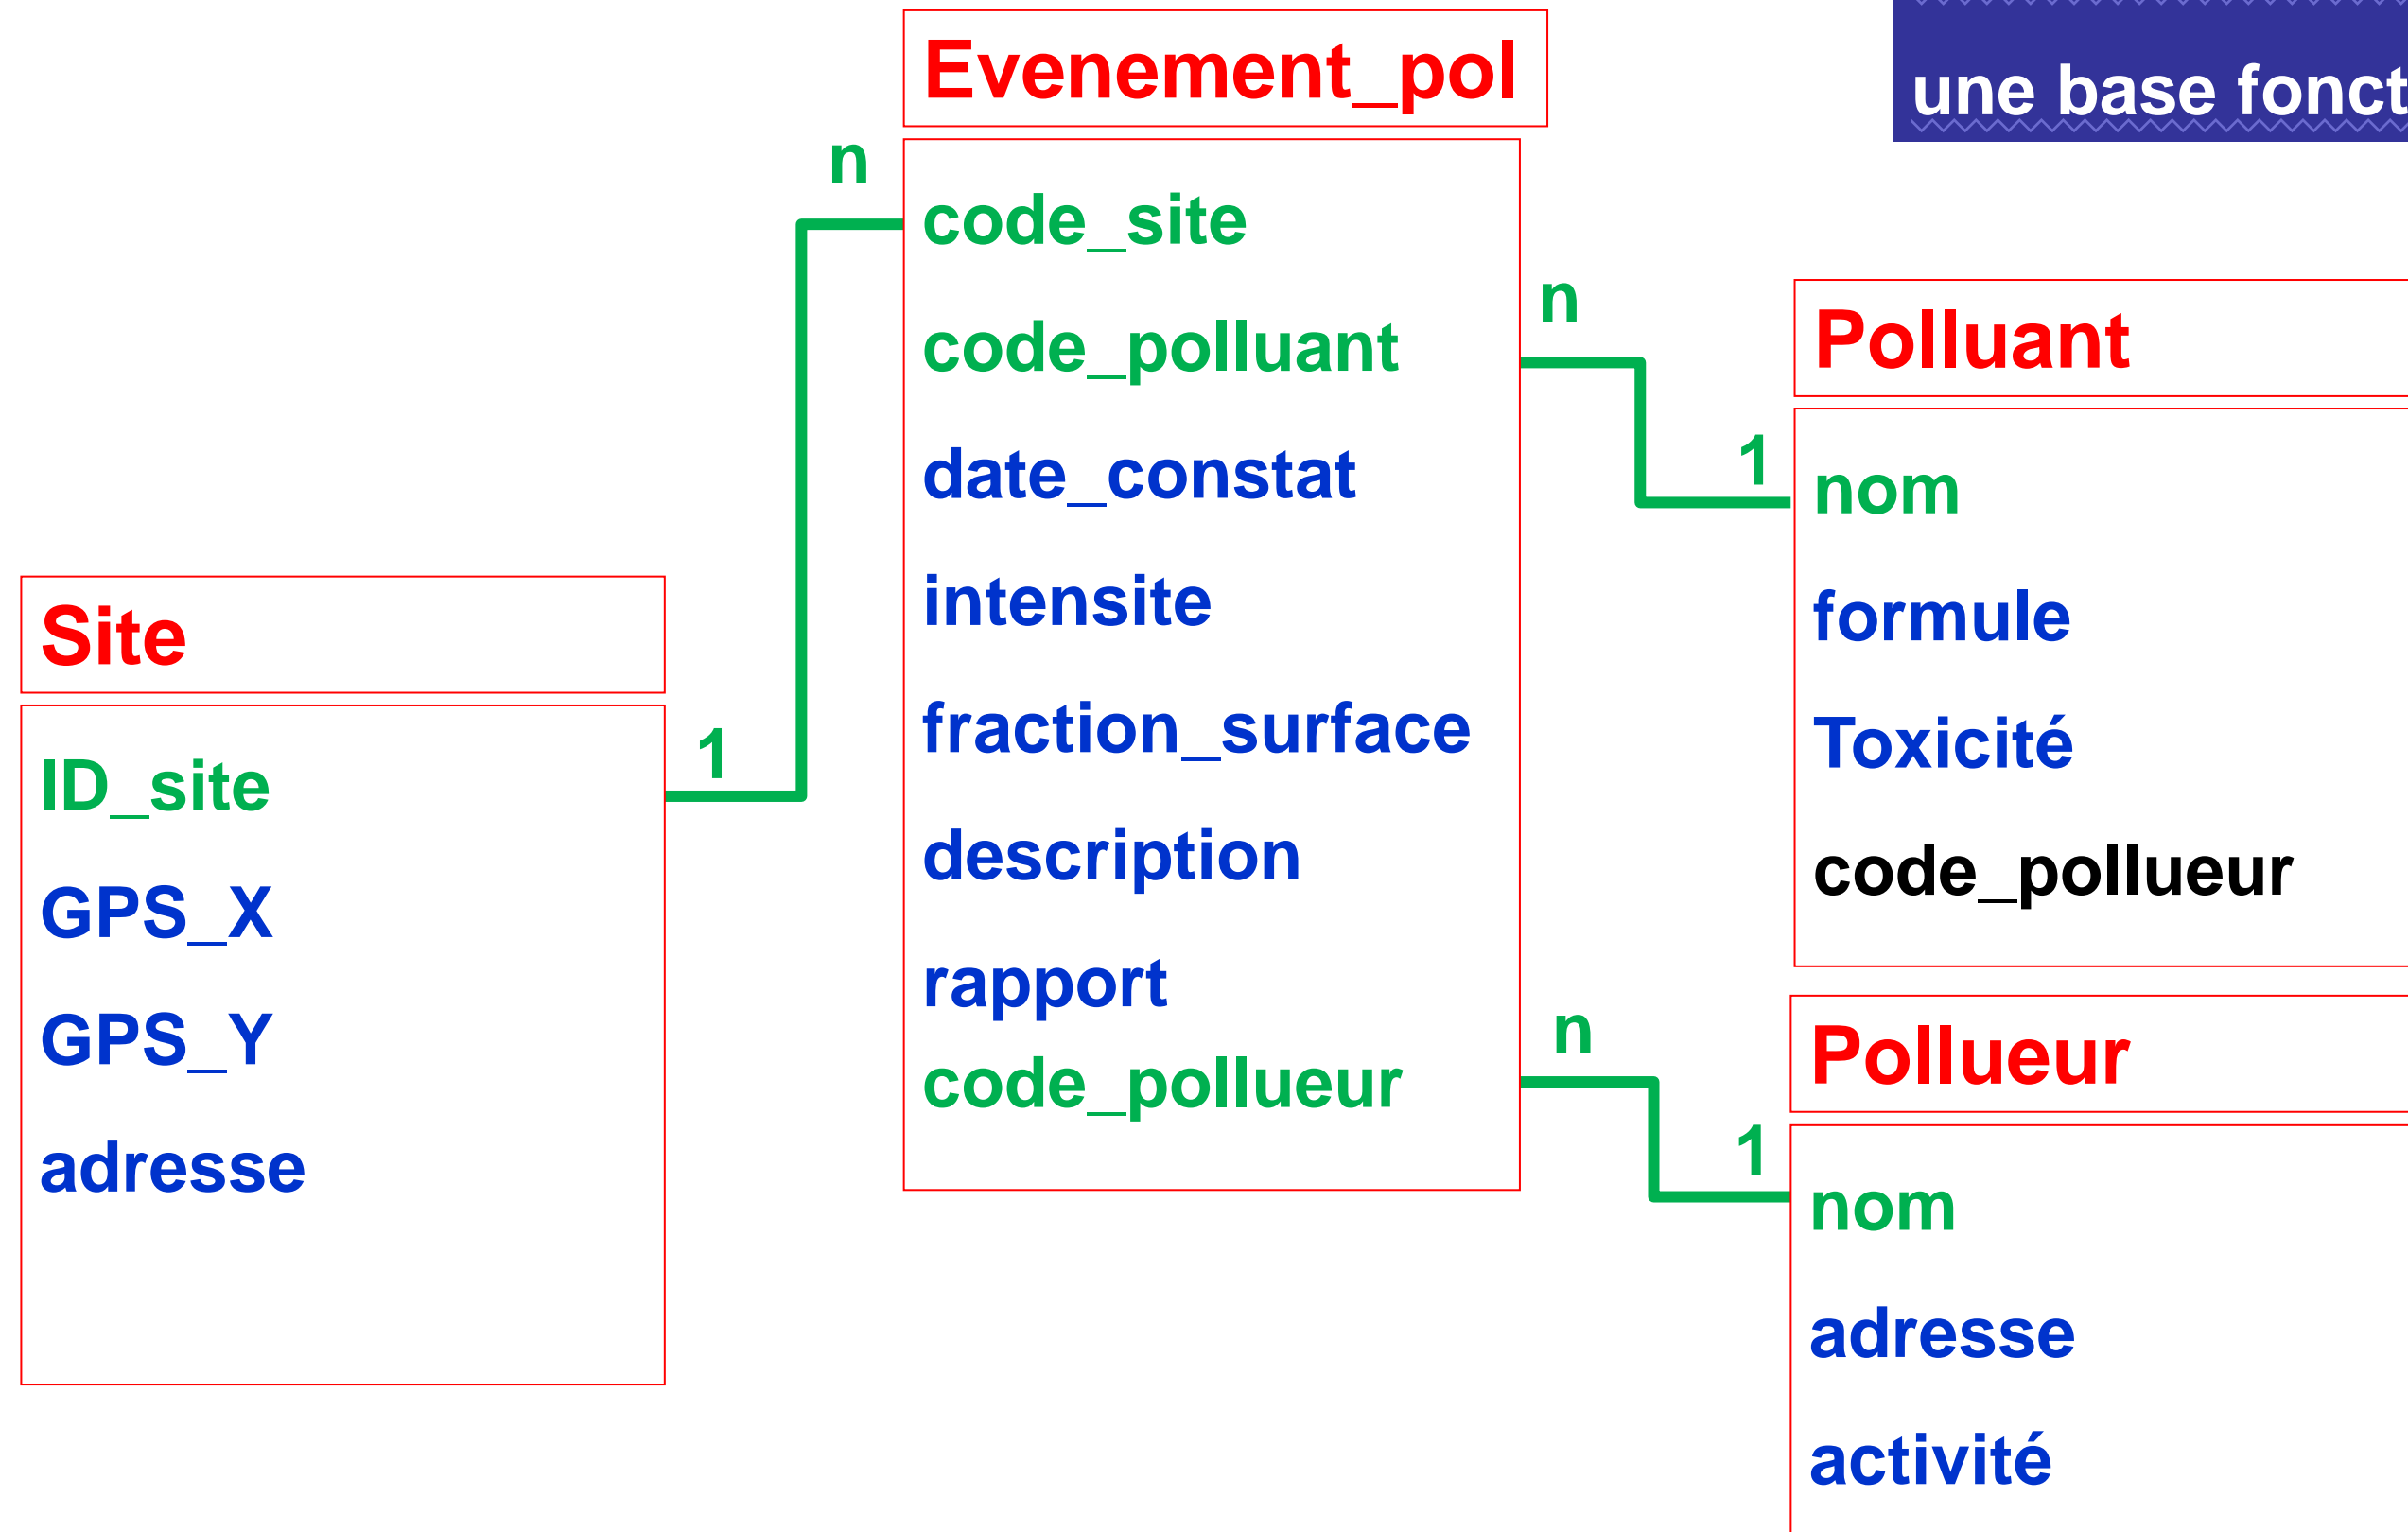 une base fonct
Evenement_pol
n
code_site
code_polluant
date_constat
intensite
fraction_surface
description
rapport
code_pollueur
n
1
Polluant
nom
formule
Toxicité
code_pollueur
Site
ID_site
GPS_X
GPS_Y
adresse
1
n
1
Pollueur
nom
adresse
activité